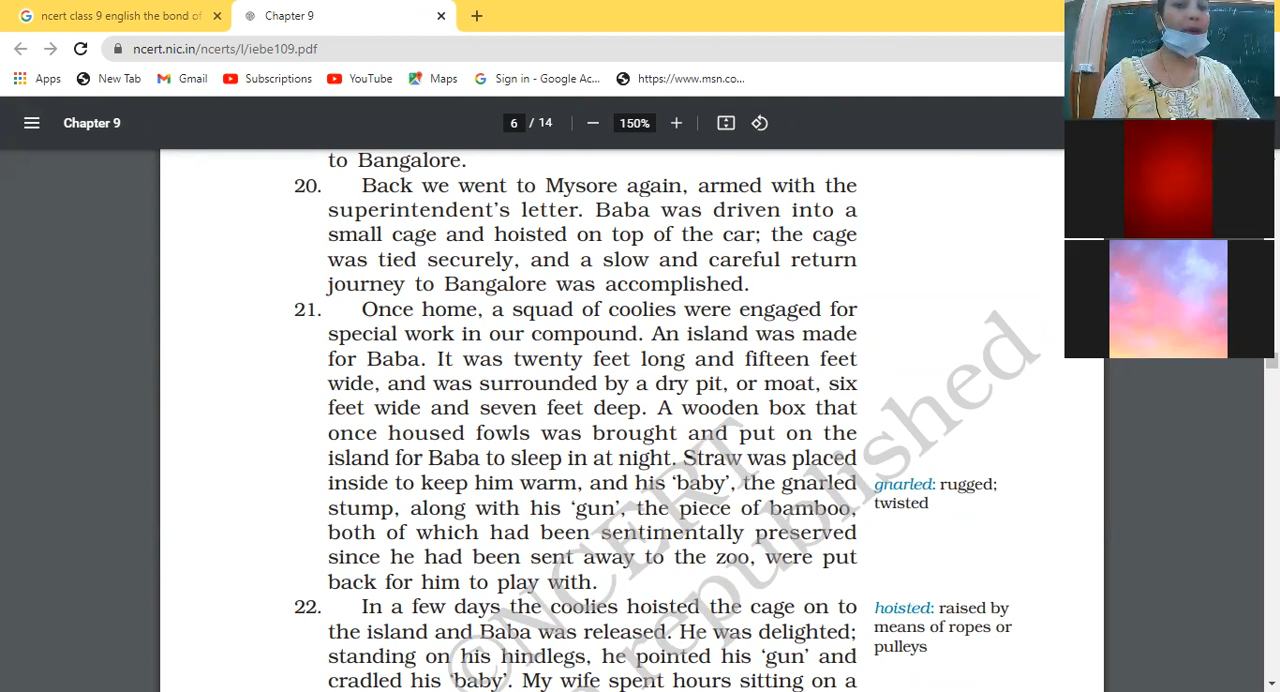 ncert class 9 english the bond of
Chapter 9
ncert.nic.in/ncerts/l/iebe109.pdf
Apps
New Tab
Gmail
Subscriptions
YouTube
Maps
Sign in - Google Ac...
https://www.msn.co...
Chapter 9
6 / 14
150%
to Bangalore.
20. Back we went to Mysore again, armed with the
superintendent's letter. Baba was driven into a
small cage and hoisted on top of the car; the cage
was tied securely, and a slow and careful return
journey to Bangalore was accomplished.
21. Once home, a squad of coolies were engaged for
special work in our compound. An island was made
for Baba. It was twenty feet long and fifteen feet
wide, and was surrounded by a dry pit, or moat, six
feet wide and seven feet deep. A wooden box that
once housed fowls was brought and put on the
island for Baba to sleep in at night. Straw was placed
inside to keep him warm, and his 'baby', the gnarled
stump, along with his 'gun', the piece of bamboo,
both of which had been sentimentally preserved
since he had been sent away to the zoo, were put
back for him to play with.
gnarled: rugged;
twisted
22. In a few days the coolies hoisted the cage on to
the island and Baba was released. He was delighted;
standing on his hindlegs, he pointed his 'gun' and
cradled his 'baby'. My wife spent hours sitting on a
hoisted: raised by
means of ropes or
pulleys
©NCERT
republished